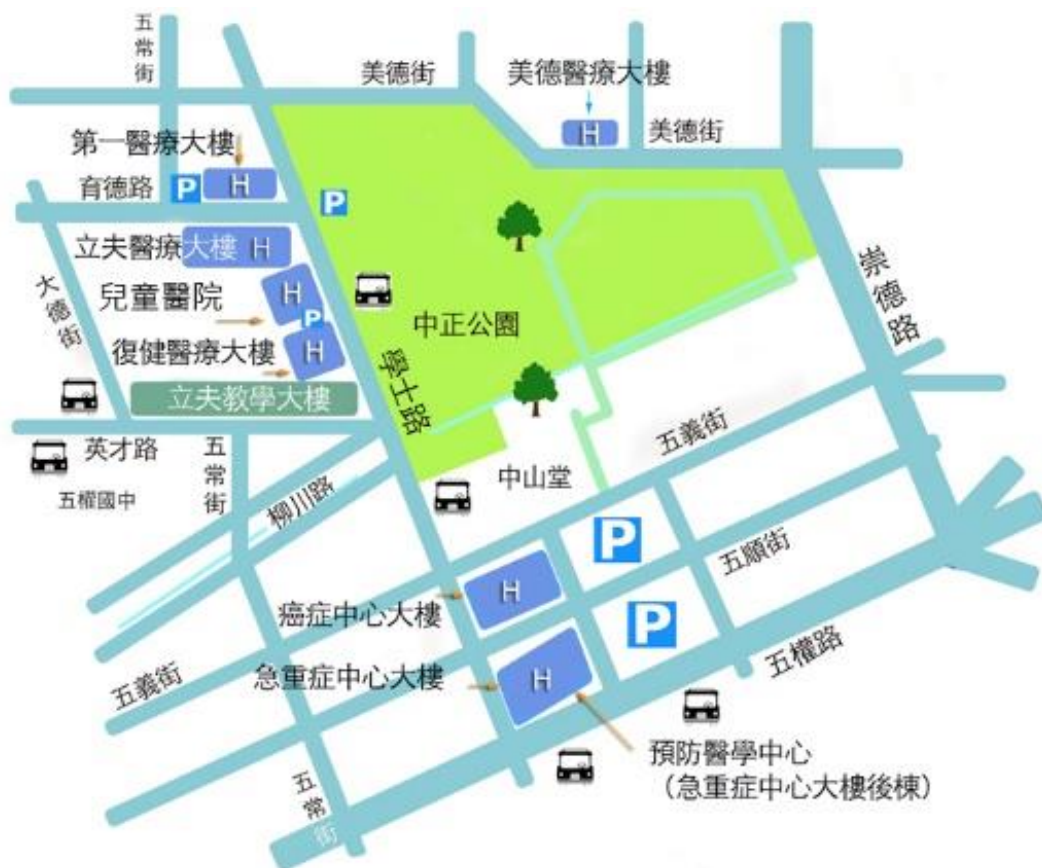 五常街
美德街
美德醫療大樓
H
美德街
第一醫療大樓
H
P
育德路
P
立夫醫療大樓 H
大德街
兒童醫院
H
P
復健醫療大樓
H
立夫教學大樓
中正公園
學士路
崇德路
英才路
五常街
五權國中
柳川路
中山堂
五義街
P
五順街
癌症中心大樓
H
P
急重症中心大樓
H
五義街
五權路
預防醫學中心
(急重症中心大樓後棟)
五常街